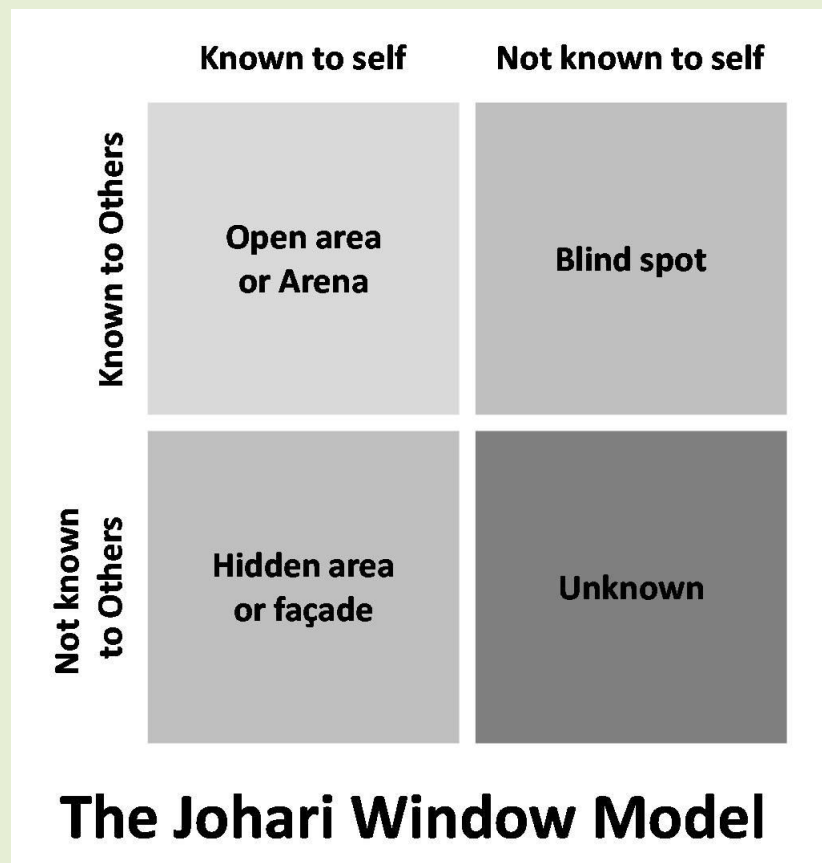 Known to self
Not known to self
Known to Others
Open area
or Arena
Blind spot
Not known
to Others
Hidden area
or façade
Unknown
The Johari Window Model